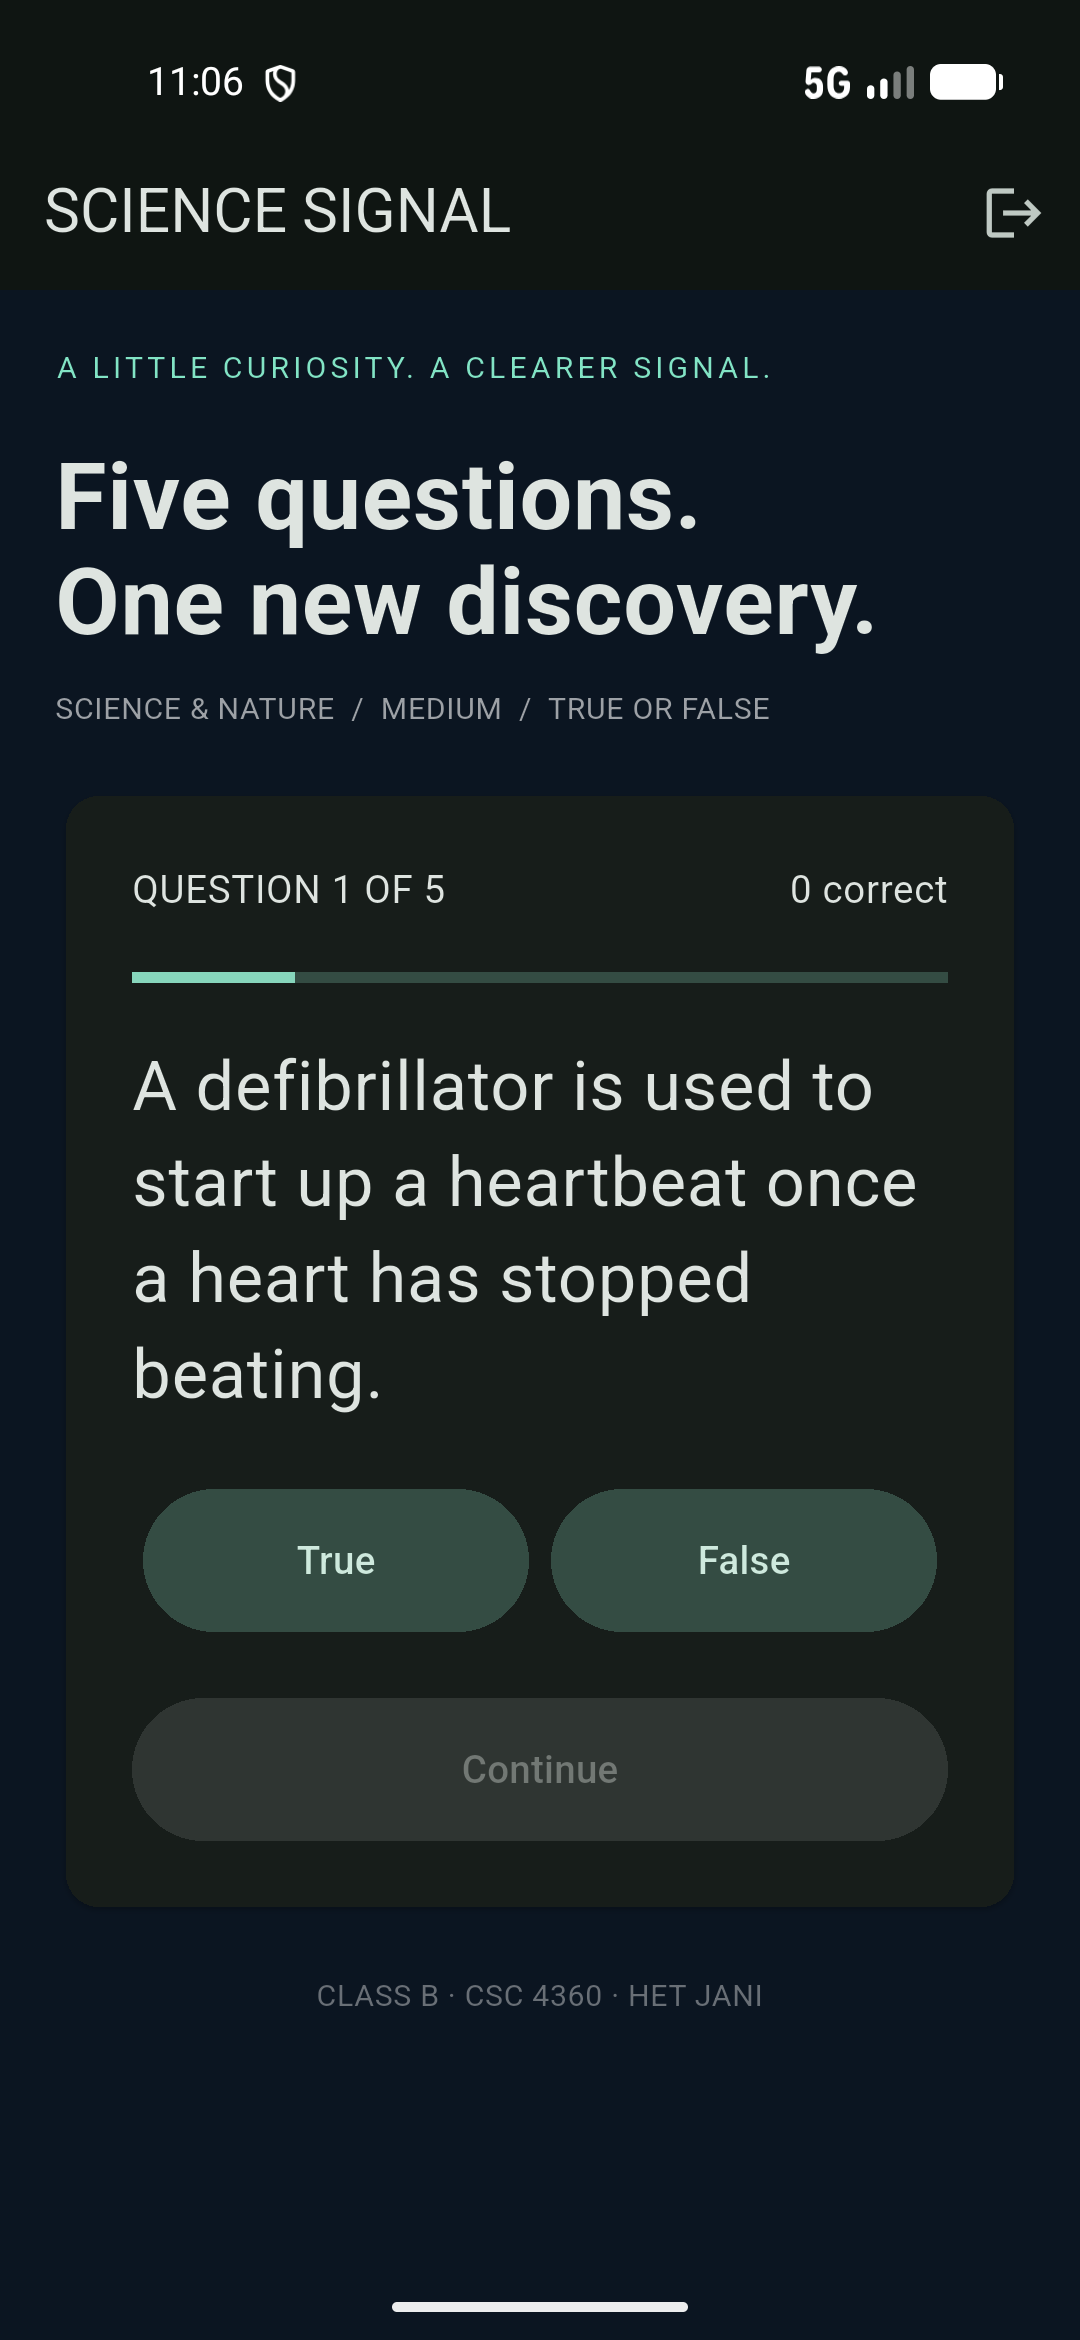 11:06
5G
SCIENCE SIGNAL
A LITTLE CURIOSITY. A CLEARER SIGNAL.
Five questions.
One new discovery.
SCIENCE & NATURE / MEDIUM / TRUE OR FALSE
QUESTION 1 OF 5
0 correct
A defibrillator is used to
start up a heartbeat once
a heart has stopped
beating.
True
False
Continue
CLASS B · CSC 4360 · HET JANI